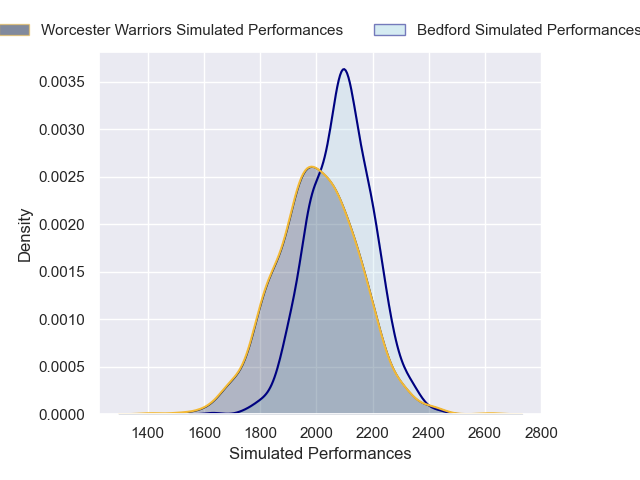 Worcester Warriors Simulated Performances
Bedford Simulated Performances
0.0035
0.0030
0.0025
0.0020
0.0015
0.0010
0.0005
0.0000
Density
1400 1600 1800 2000 2200 2400 2600 2800
Simulated Performances